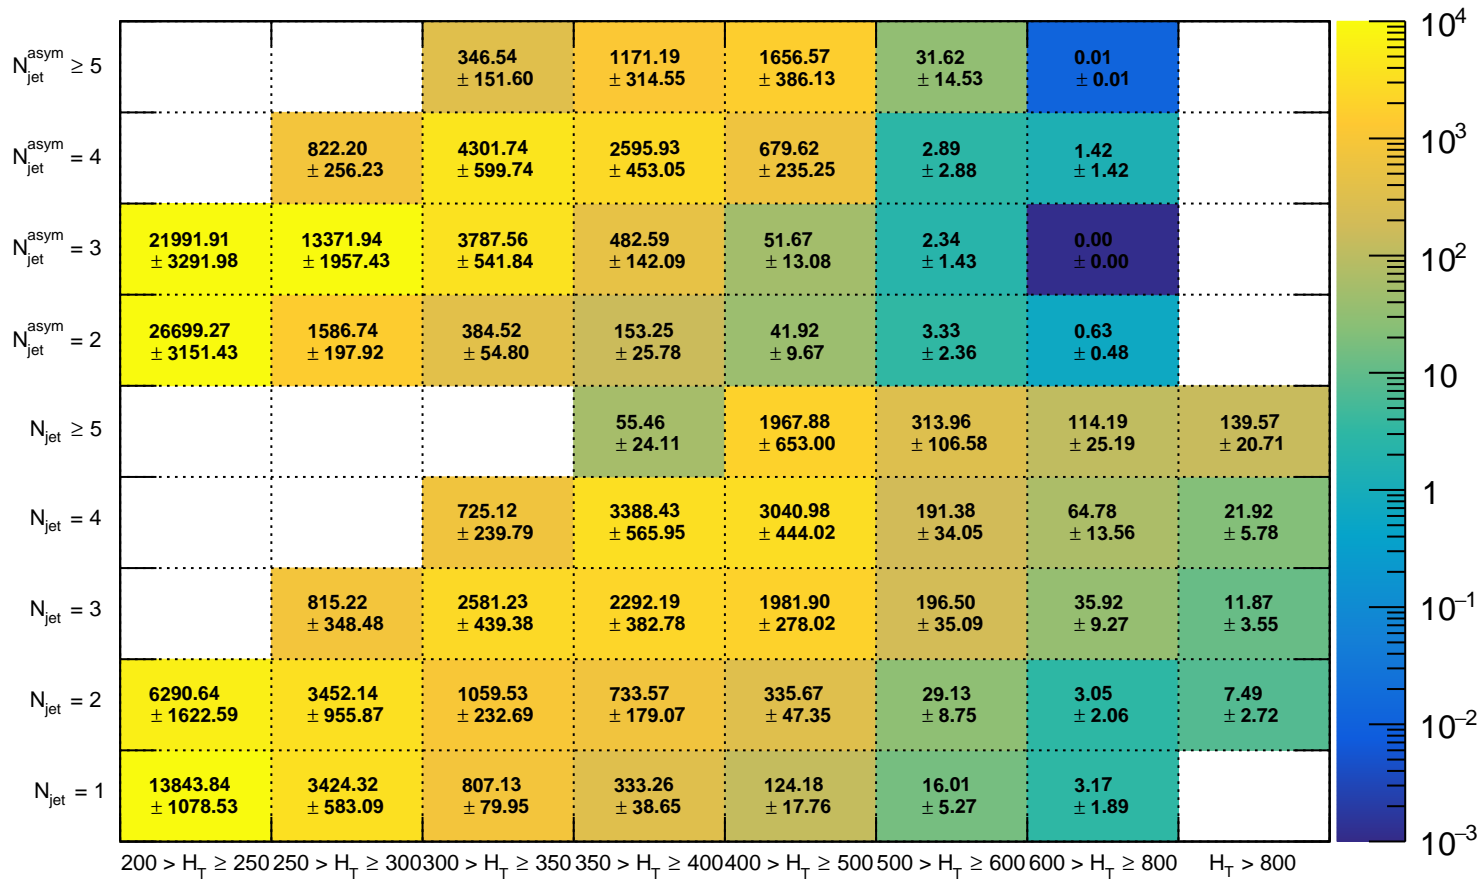 N_jet^asym ≥ 5
346.54 1171.19 1656.57 31.62 0.01
± 151.60 ± 314.55 ± 386.13 ± 14.53 ± 0.01
N_jet^asym = 4
822.20 4301.74 2595.93 679.62 2.89 1.42
± 256.23 ± 599.74 ± 453.05 ± 235.25 ± 2.88 ± 1.42
N_jet^asym = 3
21991.91 13371.94 3787.56 482.59 51.67 2.34 0.00
± 3291.98 ± 1957.43 ± 541.84 ± 142.09 ± 13.08 ± 1.43 ± 0.00
N_jet^asym = 2
26699.27 1586.74 384.52 153.25 41.92 3.33 0.63
± 3151.43 ± 197.92 ± 54.80 ± 25.78 ± 9.67 ± 2.36 ± 0.48
N_jet ≥ 5
55.46 1967.88 313.96 114.19 139.57
± 24.11 ± 653.00 ± 106.58 ± 25.19 ± 20.71
N_jet = 4
725.12 3388.43 3040.98 191.38 64.78 21.92
± 239.79 ± 565.95 ± 444.02 ± 34.05 ± 13.56 ± 5.78
N_jet = 3
815.22 2581.23 2292.19 1981.90 196.50 35.92 11.87
± 348.48 ± 439.38 ± 382.78 ± 278.02 ± 35.09 ± 9.27 ± 3.55
N_jet = 2
6290.64 3452.14 1059.53 733.57 335.67 29.13 3.05 7.49
± 1622.59 ± 955.87 ± 232.69 ± 179.07 ± 47.35 ± 8.75 ± 2.06 ± 2.72
N_jet = 1
13843.84 3424.32 807.13 333.26 124.18 16.01 3.17
± 1078.53 ± 583.09 ± 79.95 ± 38.65 ± 17.76 ± 5.27 ± 1.89
200 > H_T ≥ 250 250 > H_T ≥ 300 300 > H_T ≥ 350 350 > H_T ≥ 400 400 > H_T ≥ 500 500 > H_T ≥ 600 600 > H_T ≥ 800 H_T > 800
10^4
10^3
10^2
10
1
10^−1
10^−2
10^−3